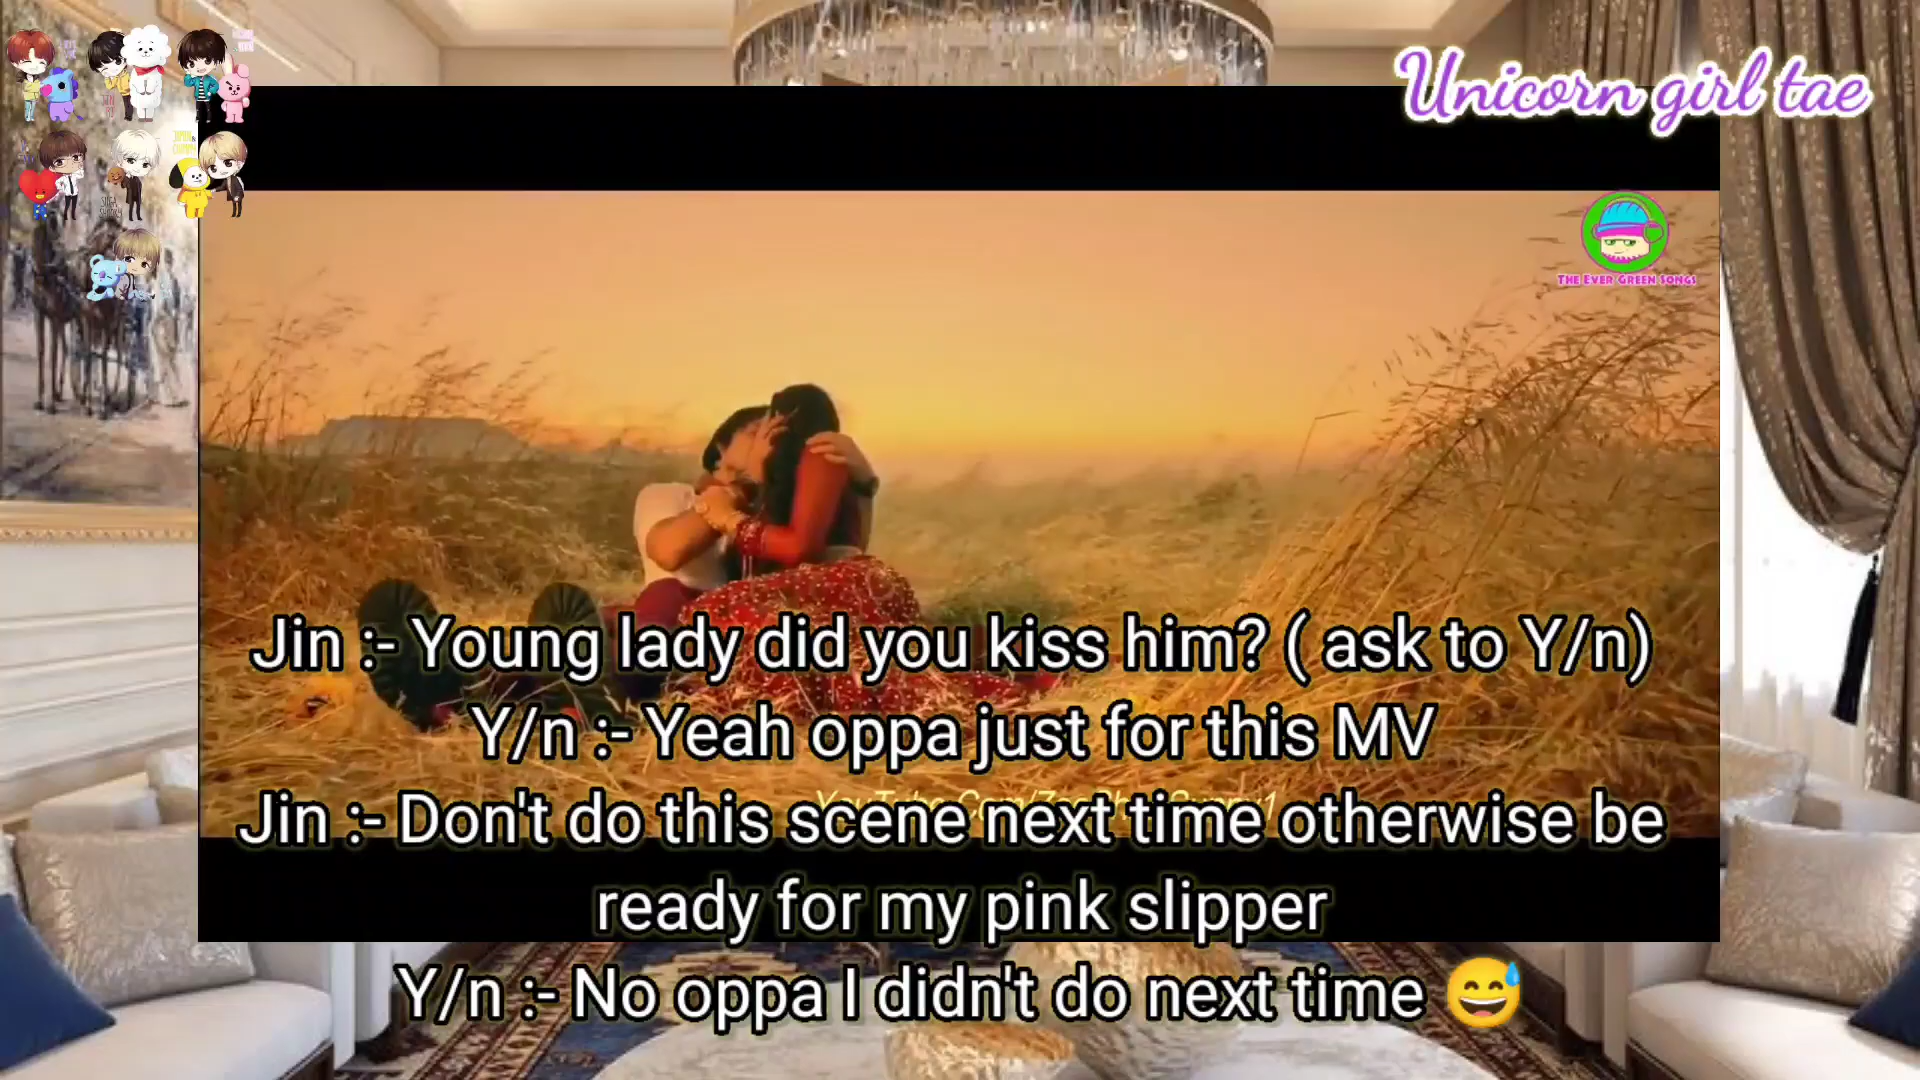 Unicorn girl tae
THE EVER GREEN SONGS
Jin :- Young lady did you kiss him? ( ask to Y/n)
Y/n :- Yeah oppa just for this MV
Jin :- Don't do this scene next time otherwise be
ready for my pink slipper
Y/n :- No oppa I didn't do next time 😅